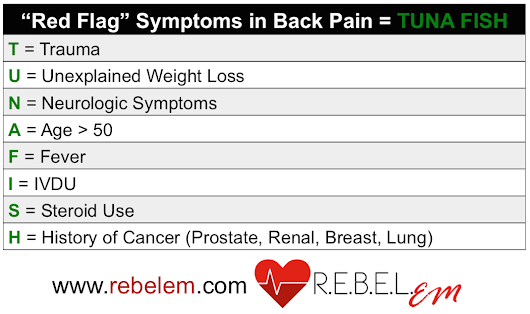 “Red Flag” Symptoms in Back Pain = TUNA FISH
T = Trauma
U = Unexplained Weight Loss
N = Neurologic Symptoms
A = Age > 50
F = Fever
I = IVDU
S = Steroid Use
H = History of Cancer (Prostate, Renal, Breast, Lung)
www.rebelem.com R.E.B.E.L. EM